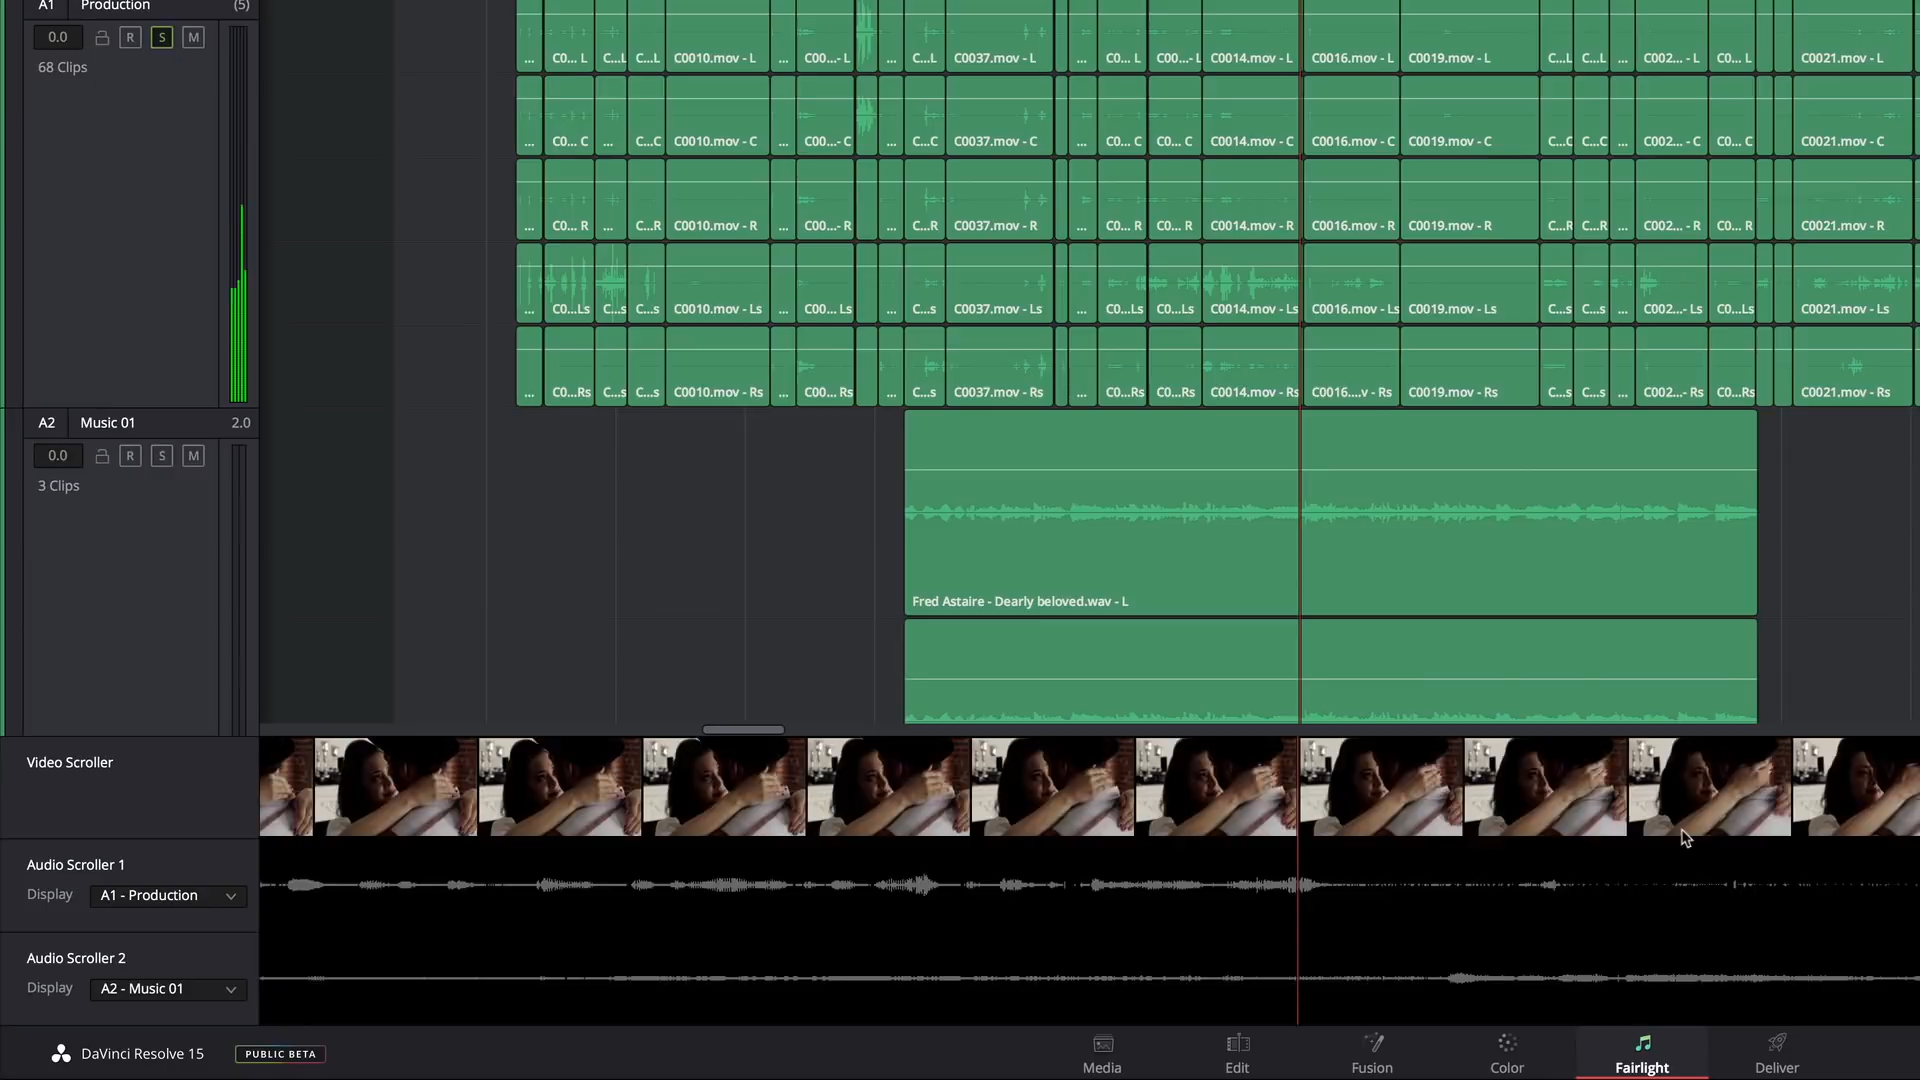 A1 Production (5)
0.0 R S M
68 Clips
... C0... L C...L C...L C0010.mov - L ... C00...- L ... C...L C0037.mov - L ... C0... L C00...-L C0014.mov - L C0016.mov - L C0019.mov - L C...L C...L ... C002... - L C0... L C0021.mov - L
... C0... C ... C...C C0010.mov - C ... C00...- C ... C...C C0037.mov - C ... C0... C C0... C C0014.mov - C C0016.mov - C C0019.mov - C C...C C...C ... C002... - C C0... C C0021.mov - C
... C0... R ... C...R C0010.mov - R ... C00...- R ... C...R C0037.mov - R ... C0... R C0... R C0014.mov - R C0016.mov - R C0019.mov - R C...R C...R ... C002... - R C0... R C0021.mov - R
... C0...Ls C...s C...s C0010.mov - Ls ... C00... Ls ... C...s C0037.mov - Ls ... C0...Ls C0...Ls C0014.mov - Ls C0016.mov - Ls C0019.mov - Ls C...s C...s ... C002...- Ls C0...Ls C0021.mov - Ls
... C0...Rs C...s C...s C0010.mov - Rs ... C00... Rs ... C...s C0037.mov - Rs ... C0...Rs C0...Rs C0014.mov - Rs C0016....v - Rs C0019.mov - Rs C...s C...s ... C002...- Rs C0...Rs C0021.mov - Rs
A2 Music 01 2.0
0.0 R S M
3 Clips
Fred Astaire - Dearly beloved.wav - L
Video Scroller
Audio Scroller 1
Display A1 - Production
Audio Scroller 2
Display A2 - Music 01
DaVinci Resolve 15 PUBLIC BETA
Media Edit Fusion Color Fairlight Deliver